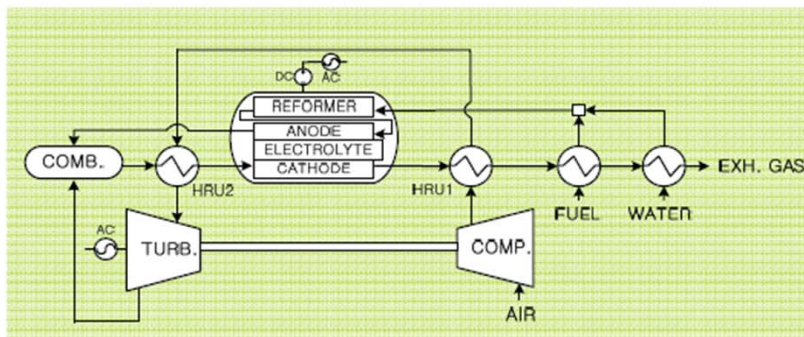 DC
AC
REFORMER
ANODE
ELECTROLYTE
CATHODE
COMB.
HRU2
HRU1
EXH. GAS
FUEL
WATER
AC
TURB.
COMP.
AIR